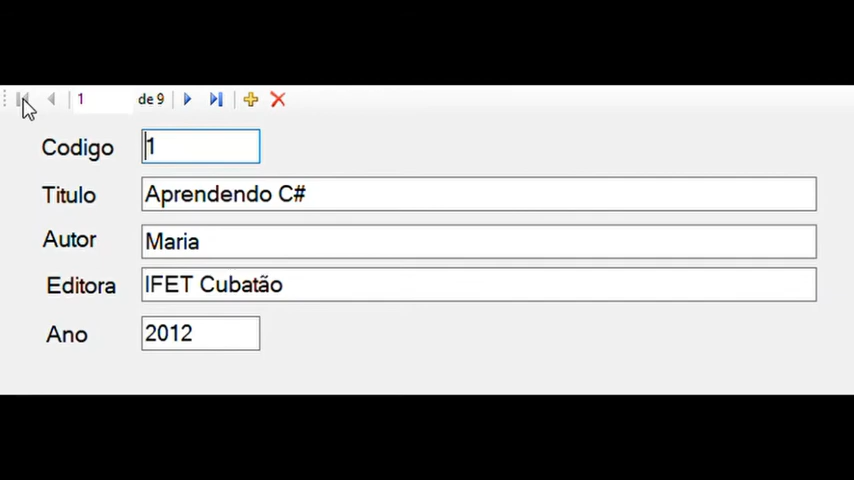 1 de 9
Codigo 1
Titulo Aprendendo C#
Autor Maria
Editora IFET Cubatão
Ano 2012